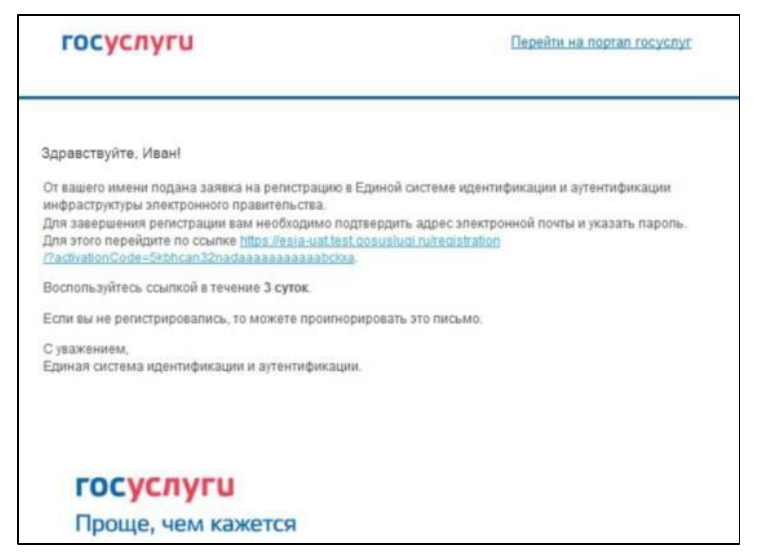 госуслуги
Перейти на портал госуслуг
Здравствуйте, Иван!
От вашего имени подана заявка на регистрацию в Единой системе идентификации и аутентификации
инфраструктуры электронного правительства.
Для завершения регистрации вам необходимо подтвердить адрес электронной почты и указать пароль.
Для этого перейдите по ссылке https://esia-uat.test.gosuslugi.ru/registration
/?activationCode=5kbhcan32nadaaaaaaaaaaabckxa.
Воспользуйтесь ссылкой в течение 3 суток.
Если вы не регистрировались, то можете проигнорировать это письмо.
С уважением,
Единая система идентификации и аутентификации.
госуслуги
Проще, чем кажется